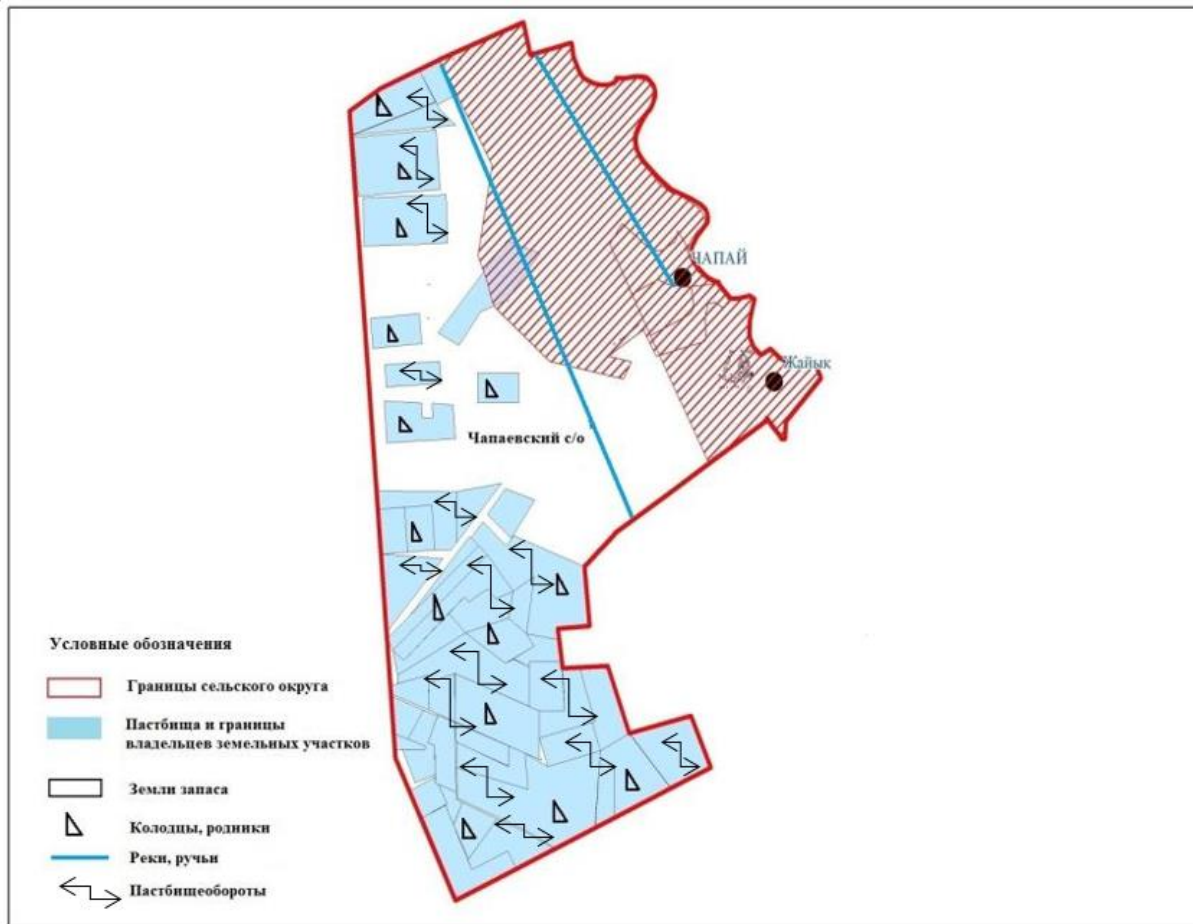 ЧАПАЙ
Жайык
Чапаевский с/о
Условные обозначения
Границы сельского округа
Пастбища и границы
владельцев земельных участков
Земли запаса
Колодцы, родники
Реки, ручьи
Пастбищеобороты